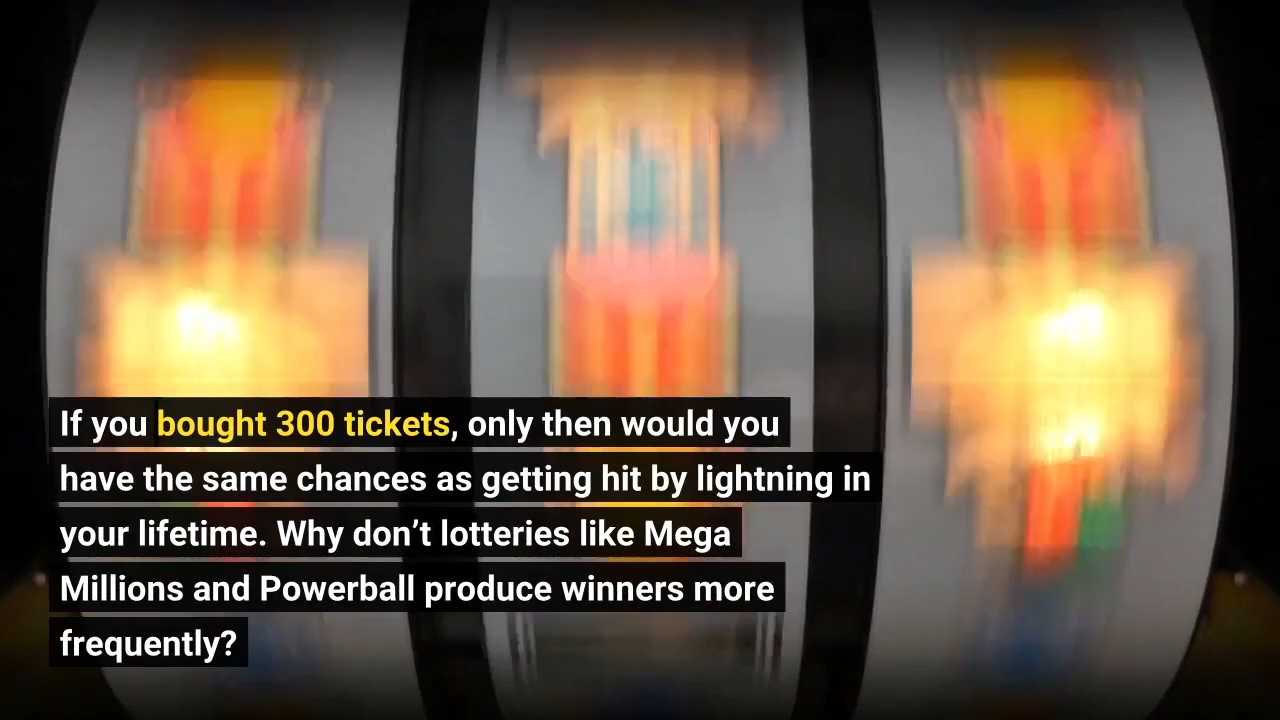 If you bought 300 tickets, only then would you
have the same chances as getting hit by lightning in
your lifetime. Why don’t lotteries like Mega
Millions and Powerball produce winners more
frequently?